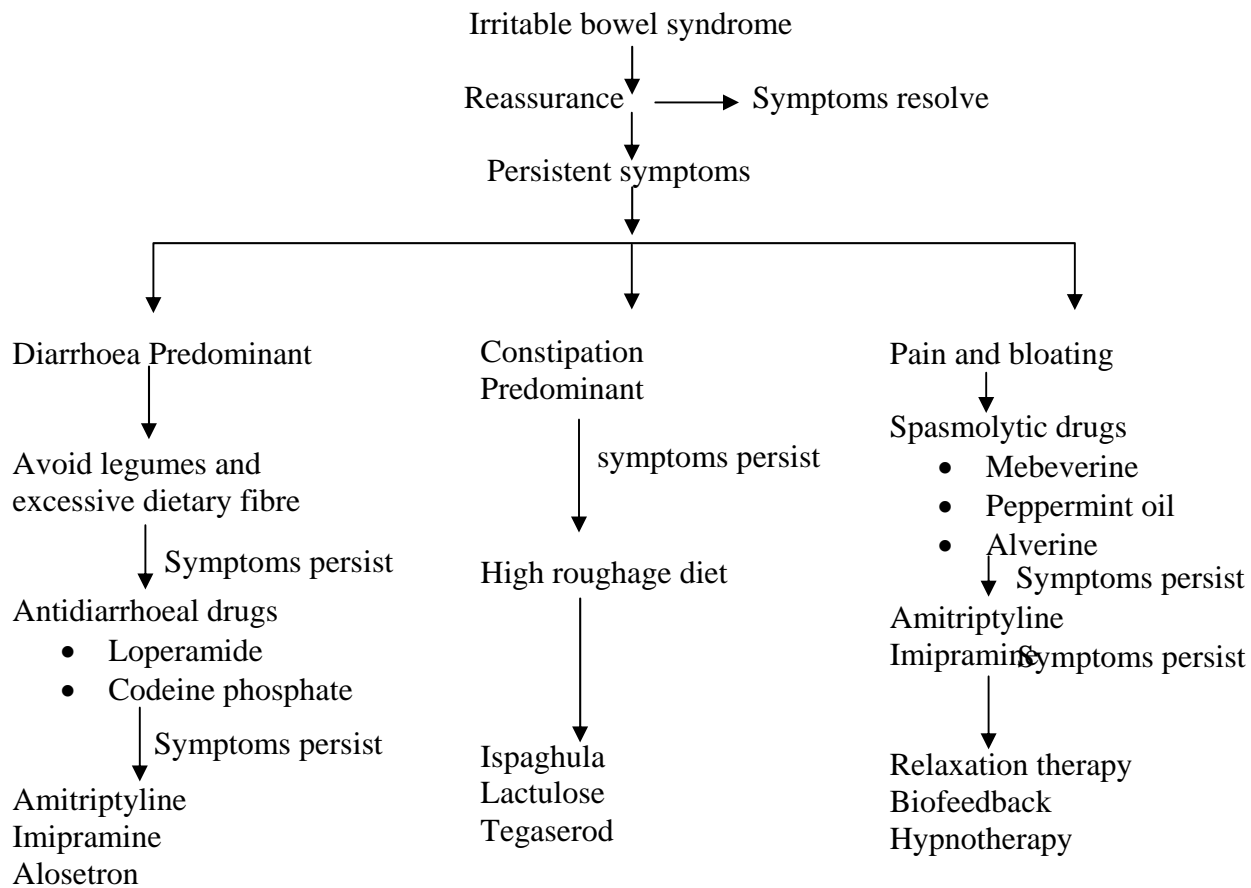 Irritable bowel syndrome
Reassurance
Symptoms resolve
Persistent symptoms
Diarrhoea Predominant
Avoid legumes and
excessive dietary fibre
Symptoms persist
Antidiarrhoeal drugs
• Loperamide
• Codeine phosphate
Symptoms persist
Amitriptyline
Imipramine
Alosetron
Constipation
Predominant
symptoms persist
High roughage diet
Ispaghula
Lactulose
Tegaserod
Pain and bloating
Spasmolytic drugs
• Mebeverine
• Peppermint oil
• Alverine
Symptoms persist
Amitriptyline
Imipramine
Symptoms persist
Relaxation therapy
Biofeedback
Hypnotherapy